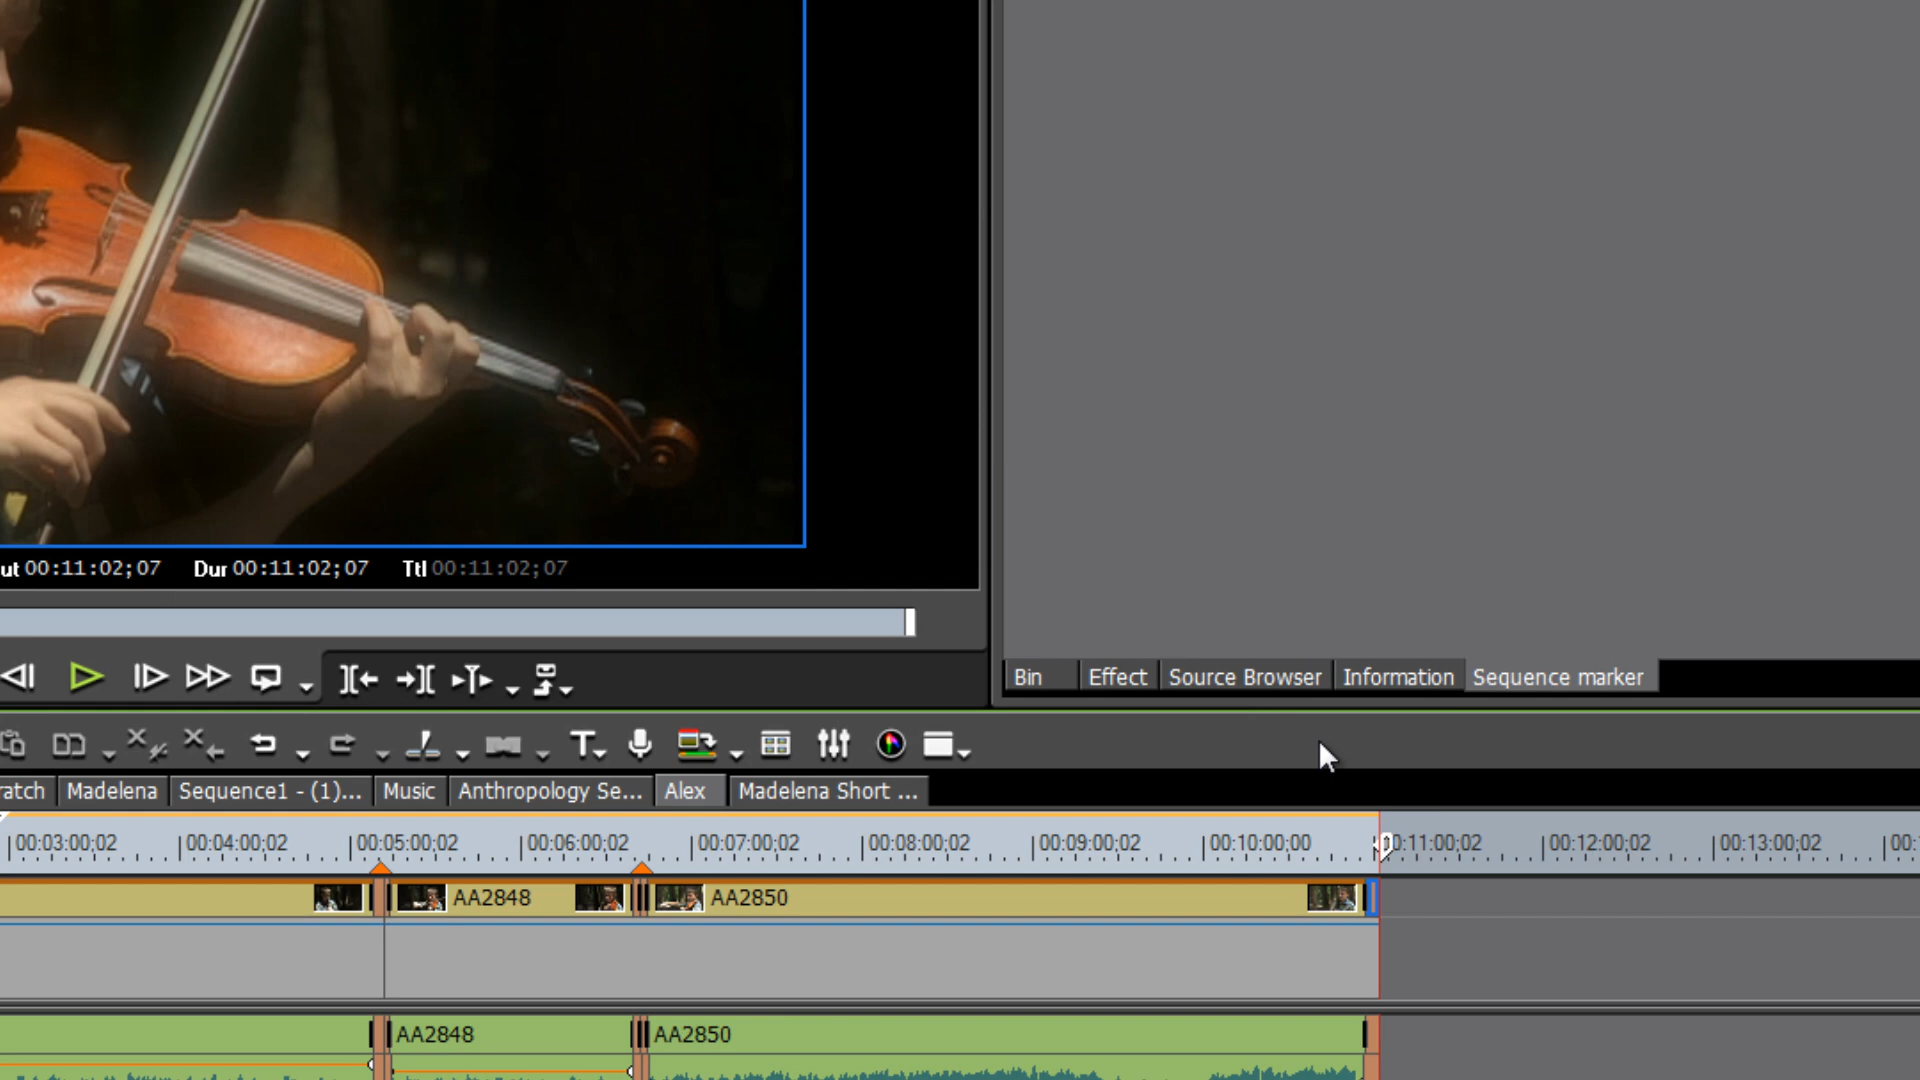 ut 00:11:02;07 Dur 00:11:02;07 Ttl 00:11:02;07
Bin Effect Source Browser Information Sequence marker
ratch Madelena Sequence1 - (1)... Music Anthropology Se... Alex Madelena Short ...
00:03:00;02 00:04:00;02 00:05:00;02 00:06:00;02 00:07:00;02 00:08:00;02 00:09:00;02 00:10:00;00 00:11:00;02 00:12:00;02 00:13:00;02 00:
AA2848 AA2850
AA2848 AA2850